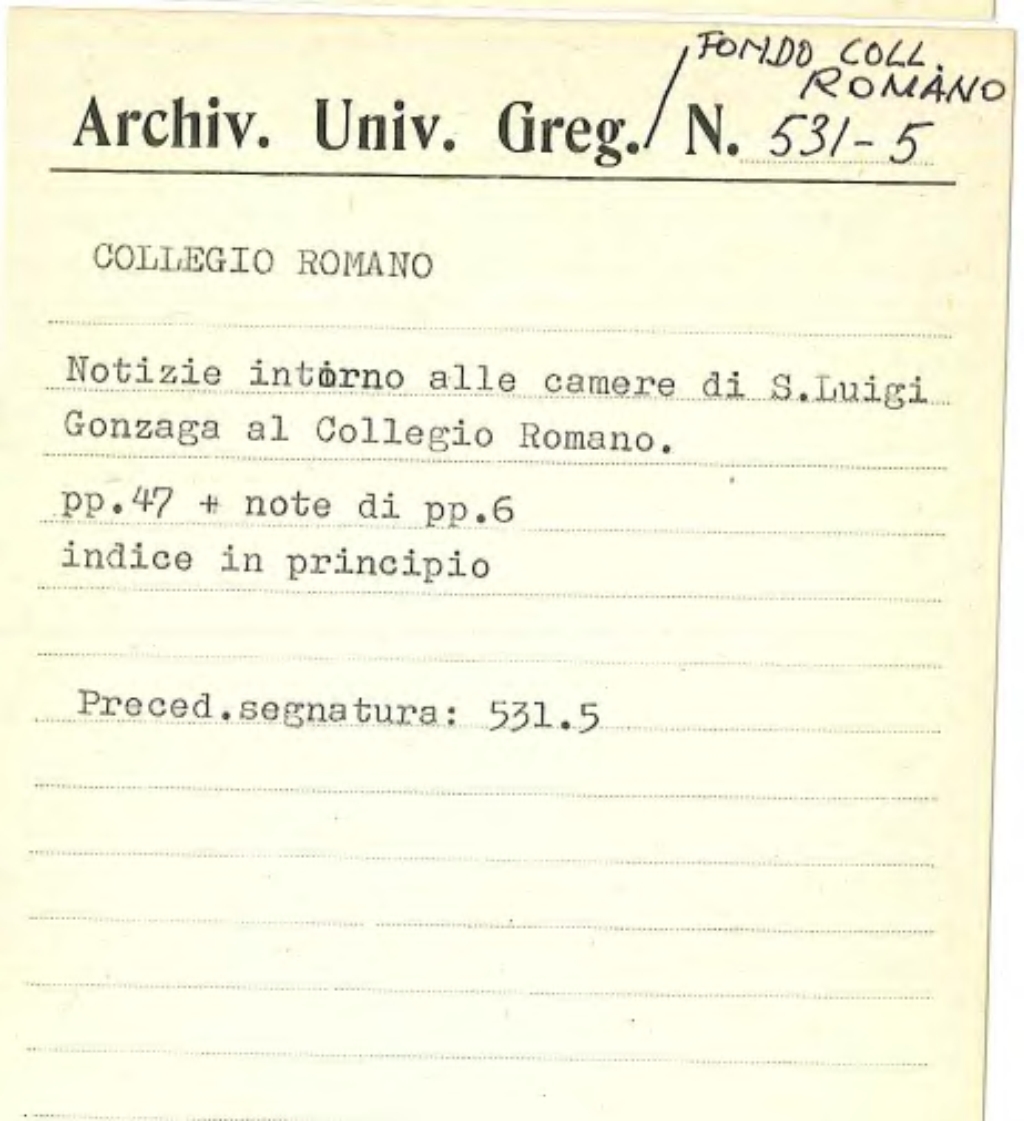 FONDO COLL.
ROMANO
Archiv. Univ. Greg./ N. 531-5
COLLEGIO ROMANO
Notizie intorno alle camere di S.Luigi
Gonzaga al Collegio Romano.
pp.47 + note di pp.6
indice in principio
Preced.segnatura: 531.5